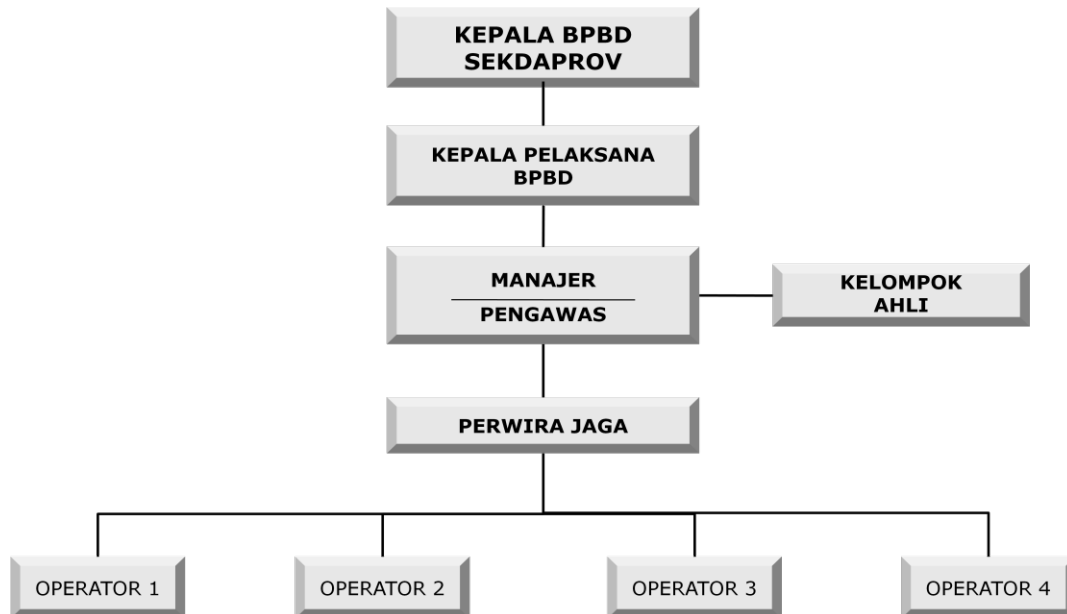 KEPALA BPBD
SEKDAPROV
KEPALA PELAKSANA
BPBD
MANAJER
PENGAWAS
KELOMPOK
AHLI
PERWIRA JAGA
OPERATOR 1
OPERATOR 2
OPERATOR 3
OPERATOR 4